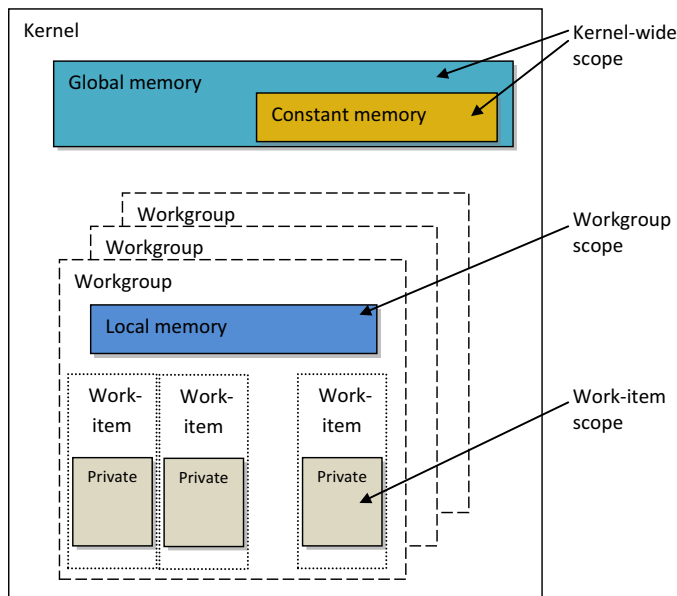 Kernel
Kernel-wide
scope
Global memory
Constant memory
Workgroup
Workgroup
Workgroup
Workgroup
scope
Local memory
Work-
item
Work-
item
Work-
item
Work-item
scope
Private
Private
Private